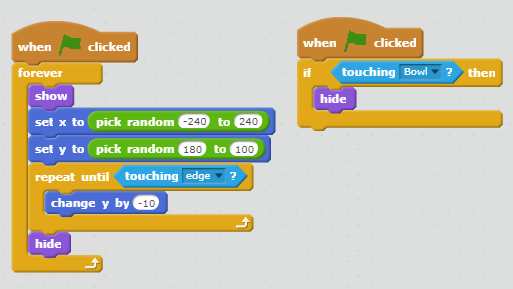 when clicked
forever
show
set x to pick random -240 to 240
set y to pick random 180 to 100
repeat until touching edge ?
change y by -10
hide
when clicked
if touching Bowl ? then
hide